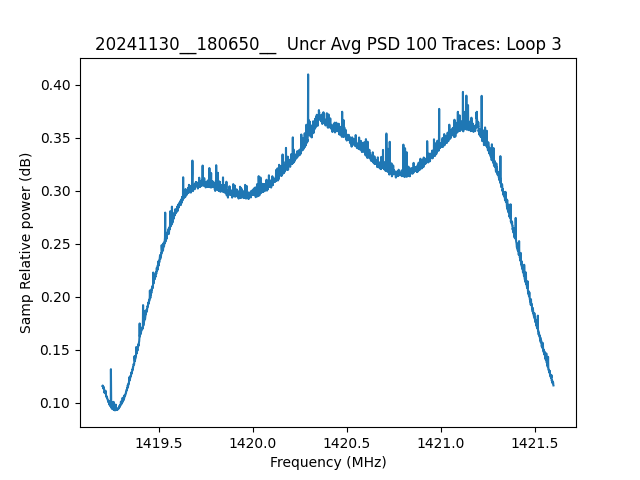 20241130__180650__  Uncr Avg PSD 100 Traces: Loop 3
0.40
0.35
0.30
0.25
0.20
0.15
0.10
Samp Relative power (dB)
1419.5 1420.0 1420.5 1421.0 1421.5
Frequency (MHz)